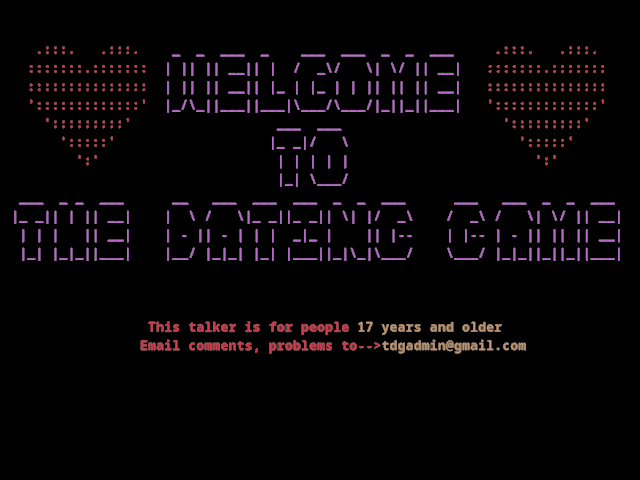 WELCOME
TO
THE DATING GAME
This talker is for people 17 years and older
Email comments, problems to-->tdgadmin@gmail.com